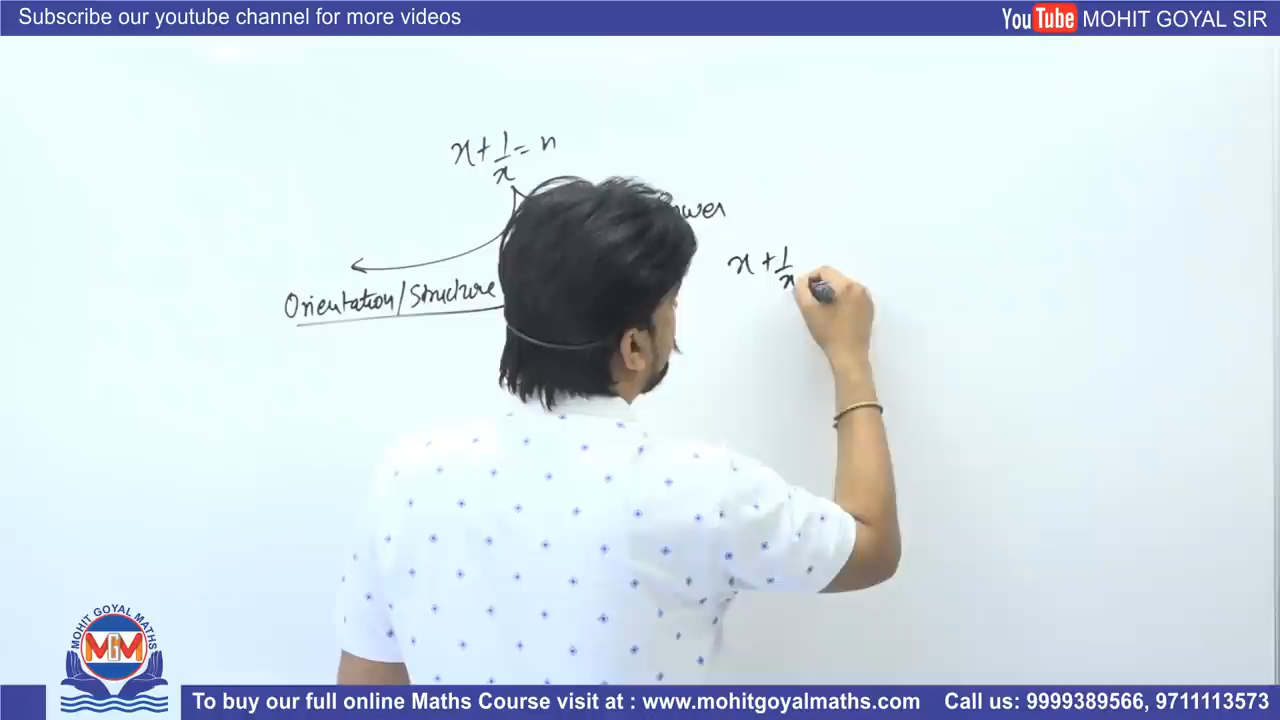 Subscribe our youtube channel for more videos
YouTube MOHIT GOYAL SIR
x + 1/x = n
x + 1/x
Orientation/Structure
MOHIT GOYAL MATHS
MGM
To buy our full online Maths Course visit at : www.mohitgoyalmaths.com Call us: 9999389566, 9711113573